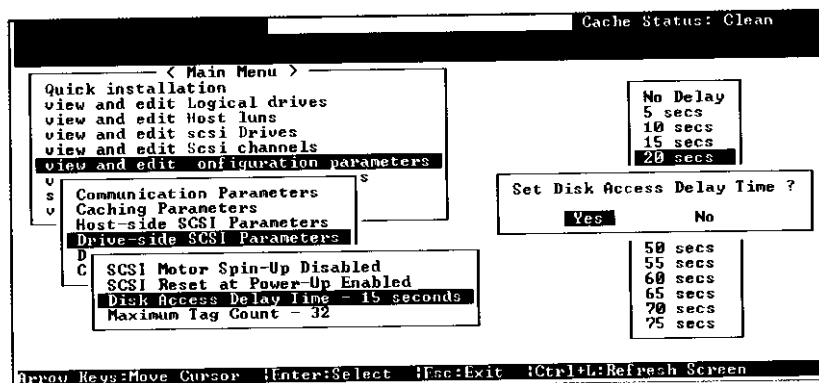 Cache Status: Clean
< Main Menu >
Quick installation
view and edit Logical drives
view and edit Host luns
view and edit scsi Drives
view and edit Scsi channels
view and edit onfiguration parameters
v s
s
v
Communication Parameters
Caching Parameters
Host-side SCSI Parameters
Drive-side SCSI Parameters
D
C
SCSI Motor Spin-Up Disabled
SCSI Reset at Power-Up Enabled
Disk Access Delay Time - 15 seconds
Maximum Tag Count - 32
No Delay
5 secs
10 secs
15 secs
20 secs
Set Disk Access Delay Time ?
Yes No
50 secs
55 secs
60 secs
65 secs
70 secs
75 secs
Arrow Keys:Move Cursor |Enter:Select |Esc:Exit |Ctrl+L:Refresh Screen